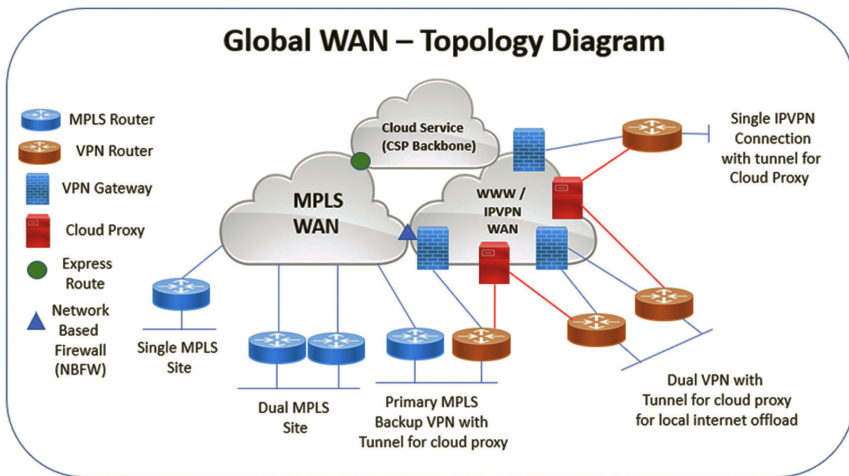 Global WAN – Topology Diagram
MPLS Router
VPN Router
VPN Gateway
Cloud Proxy
Express
Route
Network
Based
Firewall
(NBFW)
Cloud Service
(CSP Backbone)
MPLS
WAN
WWW /
IPVPN
WAN
Single IPVPN
Connection
with tunnel for
Cloud Proxy
Single MPLS
Site
Dual MPLS
Site
Primary MPLS
Backup VPN with
Tunnel for cloud proxy
Dual VPN with
Tunnel for cloud proxy
for local internet offload